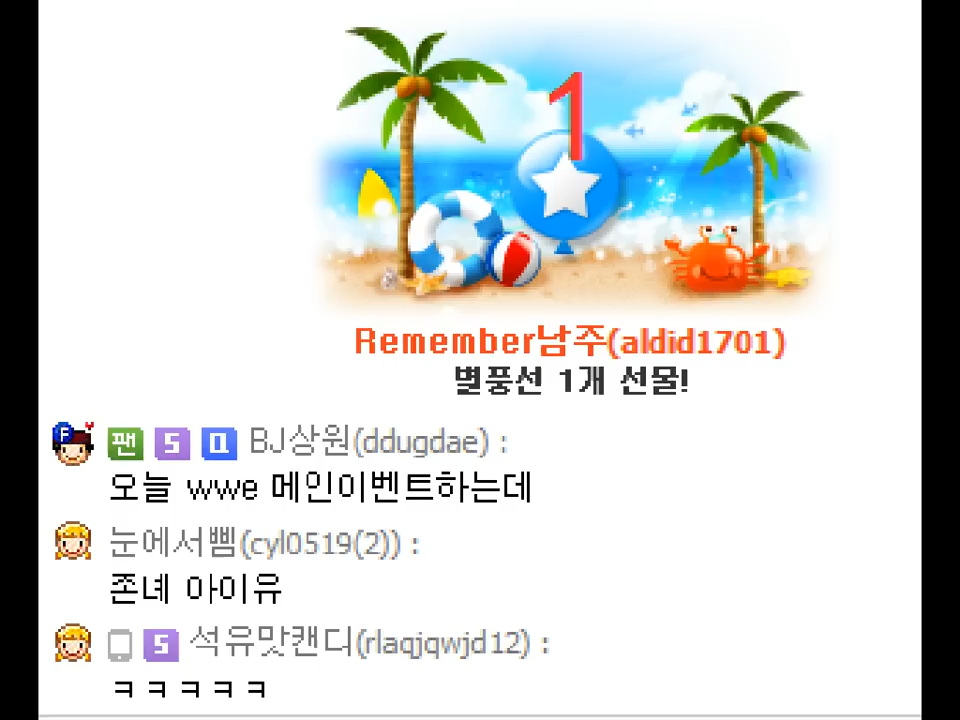 1
Remember남주(aldid1701)
별풍선 1개 선물!
F 팬 S Q BJ상원(ddugdae) :
오늘 wwe 메인이벤트하는데
눈에서삠(cyl0519(2)) :
존녜 아이유
S 석유맛캔디(rlaqjqwjd12) :
ㅋㅋㅋㅋㅋ